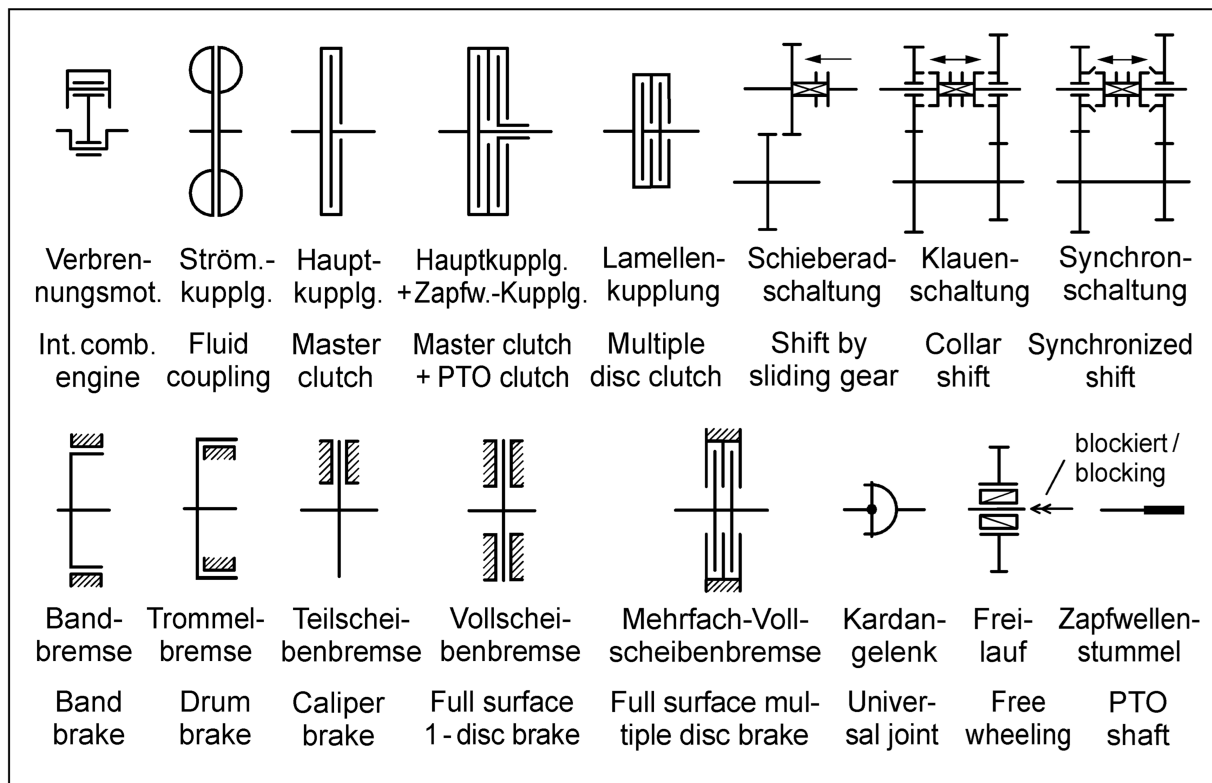 Verbren-
nungsmot.
Ström.-
kupplg.
Haupt-
kupplg.
Hauptkupplg.
+Zapfw.-Kupplg.
Lamellen-
kupplung
Schieberad-
schaltung
Klauen-
schaltung
Synchron-
schaltung
Int. comb.
engine
Fluid
coupling
Master
clutch
Master clutch
+ PTO clutch
Multiple
disc clutch
Shift by
sliding gear
Collar
shift
Synchronized
shift
blockiert /
blocking
Band-
bremse
Trommel-
bremse
Teilschei-
benbremse
Vollschei-
benbremse
Mehrfach-Voll-
scheibenbremse
Kardan-
gelenk
Frei-
lauf
Zapfwellen-
stummel
Band
brake
Drum
brake
Caliper
brake
Full surface
1 - disc brake
Full surface mul-
tiple disc brake
Univer-
sal joint
Free
wheeling
PTO
shaft